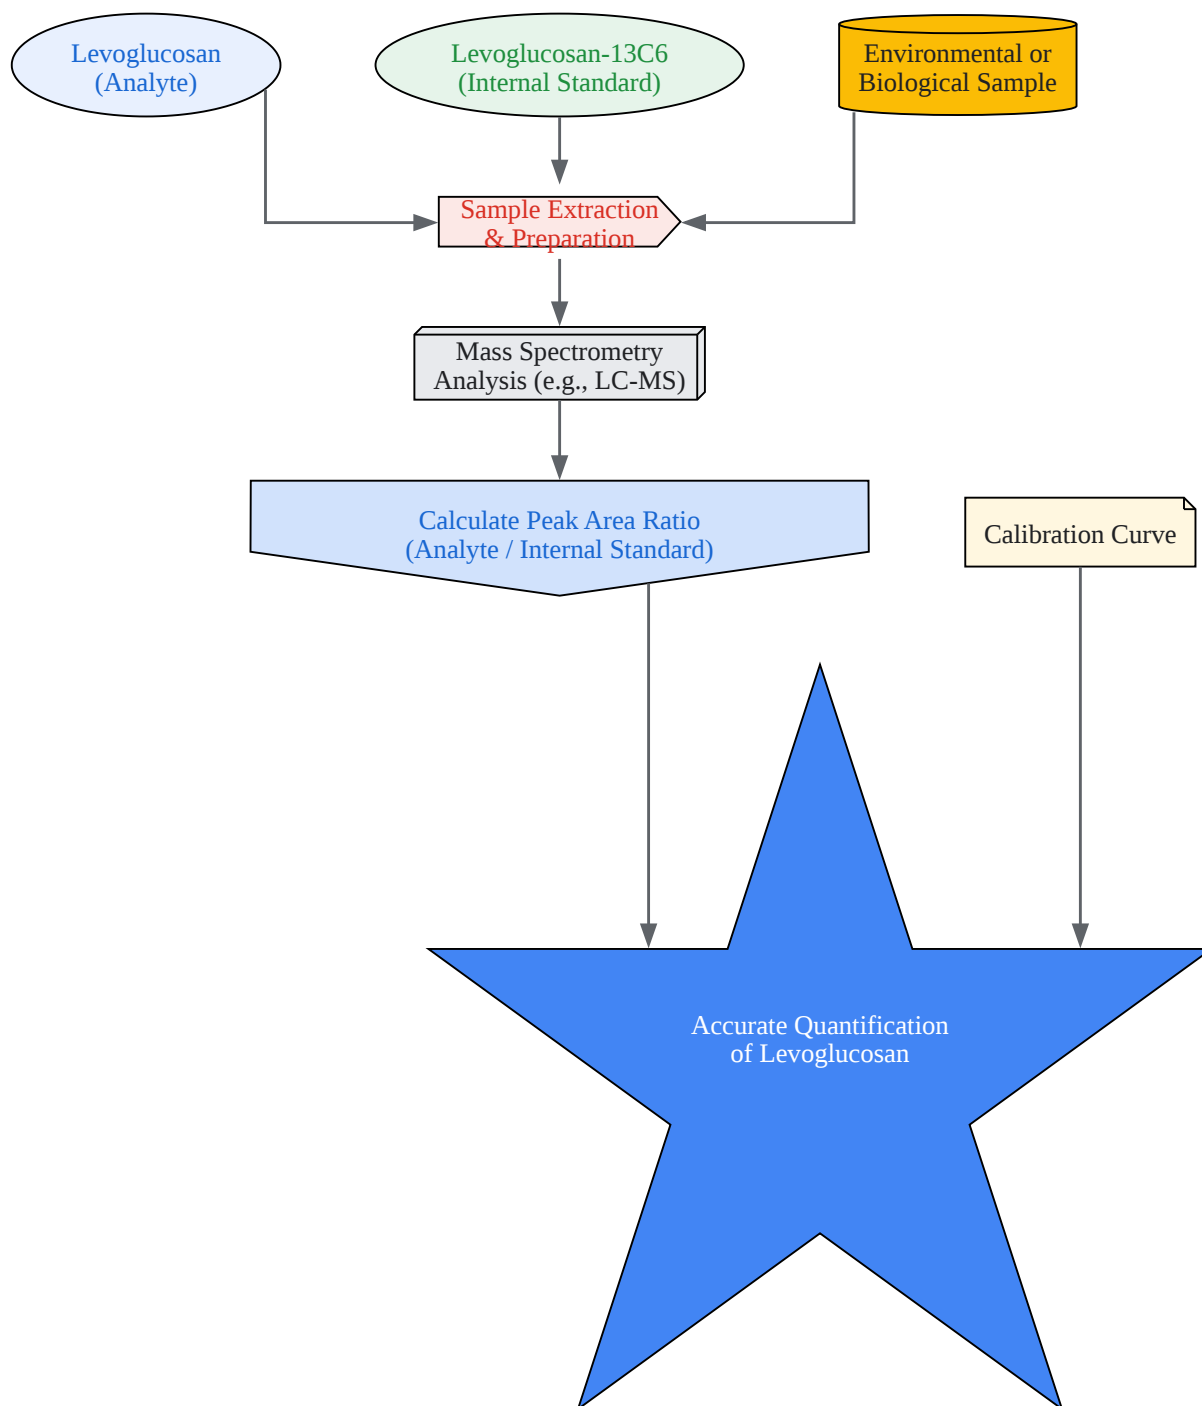 Levoglucosan
(Analyte)
Levoglucosan-13C6
(Internal Standard)
Environmental or
Biological Sample
Sample Extraction
& Preparation
Mass Spectrometry
Analysis (e.g., LC-MS)
Calculate Peak Area Ratio
(Analyte / Internal Standard)
Calibration Curve
Accurate Quantification
of Levoglucosan